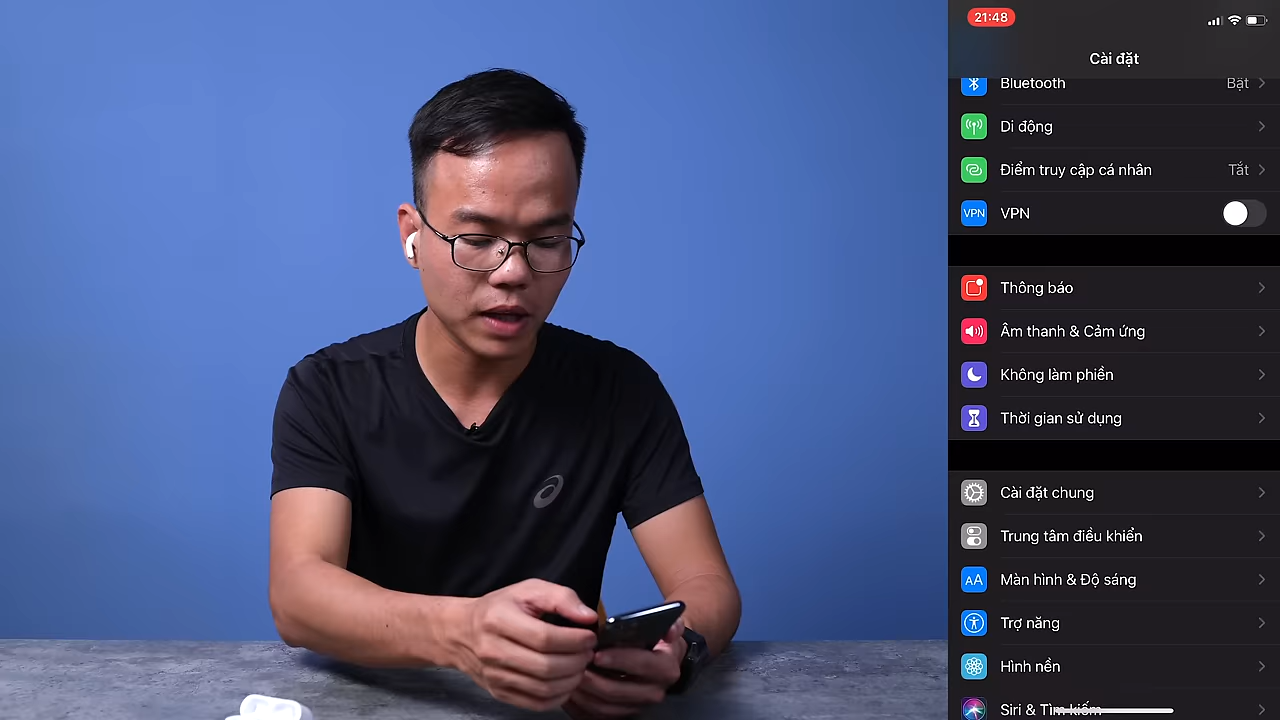 21:48
Cài đặt
Bluetooth
Bật
Di động
Điểm truy cập cá nhân
Tắt
VPN
VPN
Thông báo
Âm thanh & Cảm ứng
Không làm phiền
Thời gian sử dụng
Cài đặt chung
Trung tâm điều khiển
AA
Màn hình & Độ sáng
Trợ năng
Hình nền
Siri & Tìm kiếm